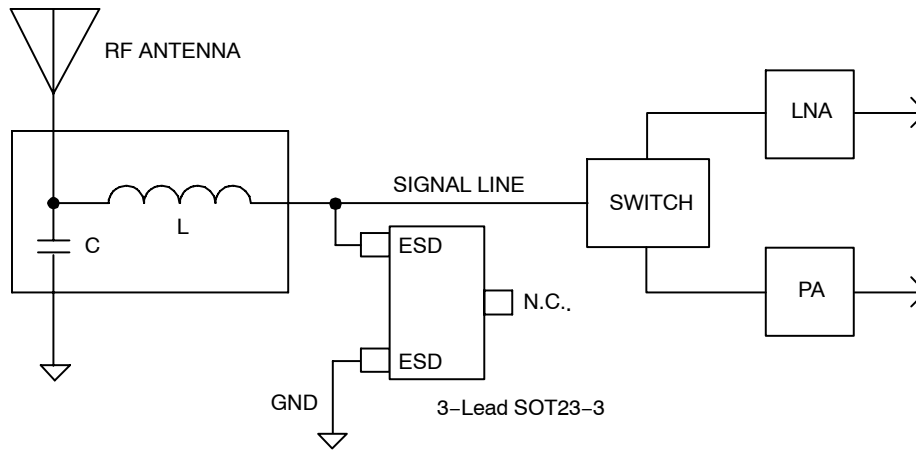 RF ANTENNA
LNA
SIGNAL LINE
SWITCH
L
C
ESD
N.C..
PA
ESD
GND
3−Lead SOT23−3